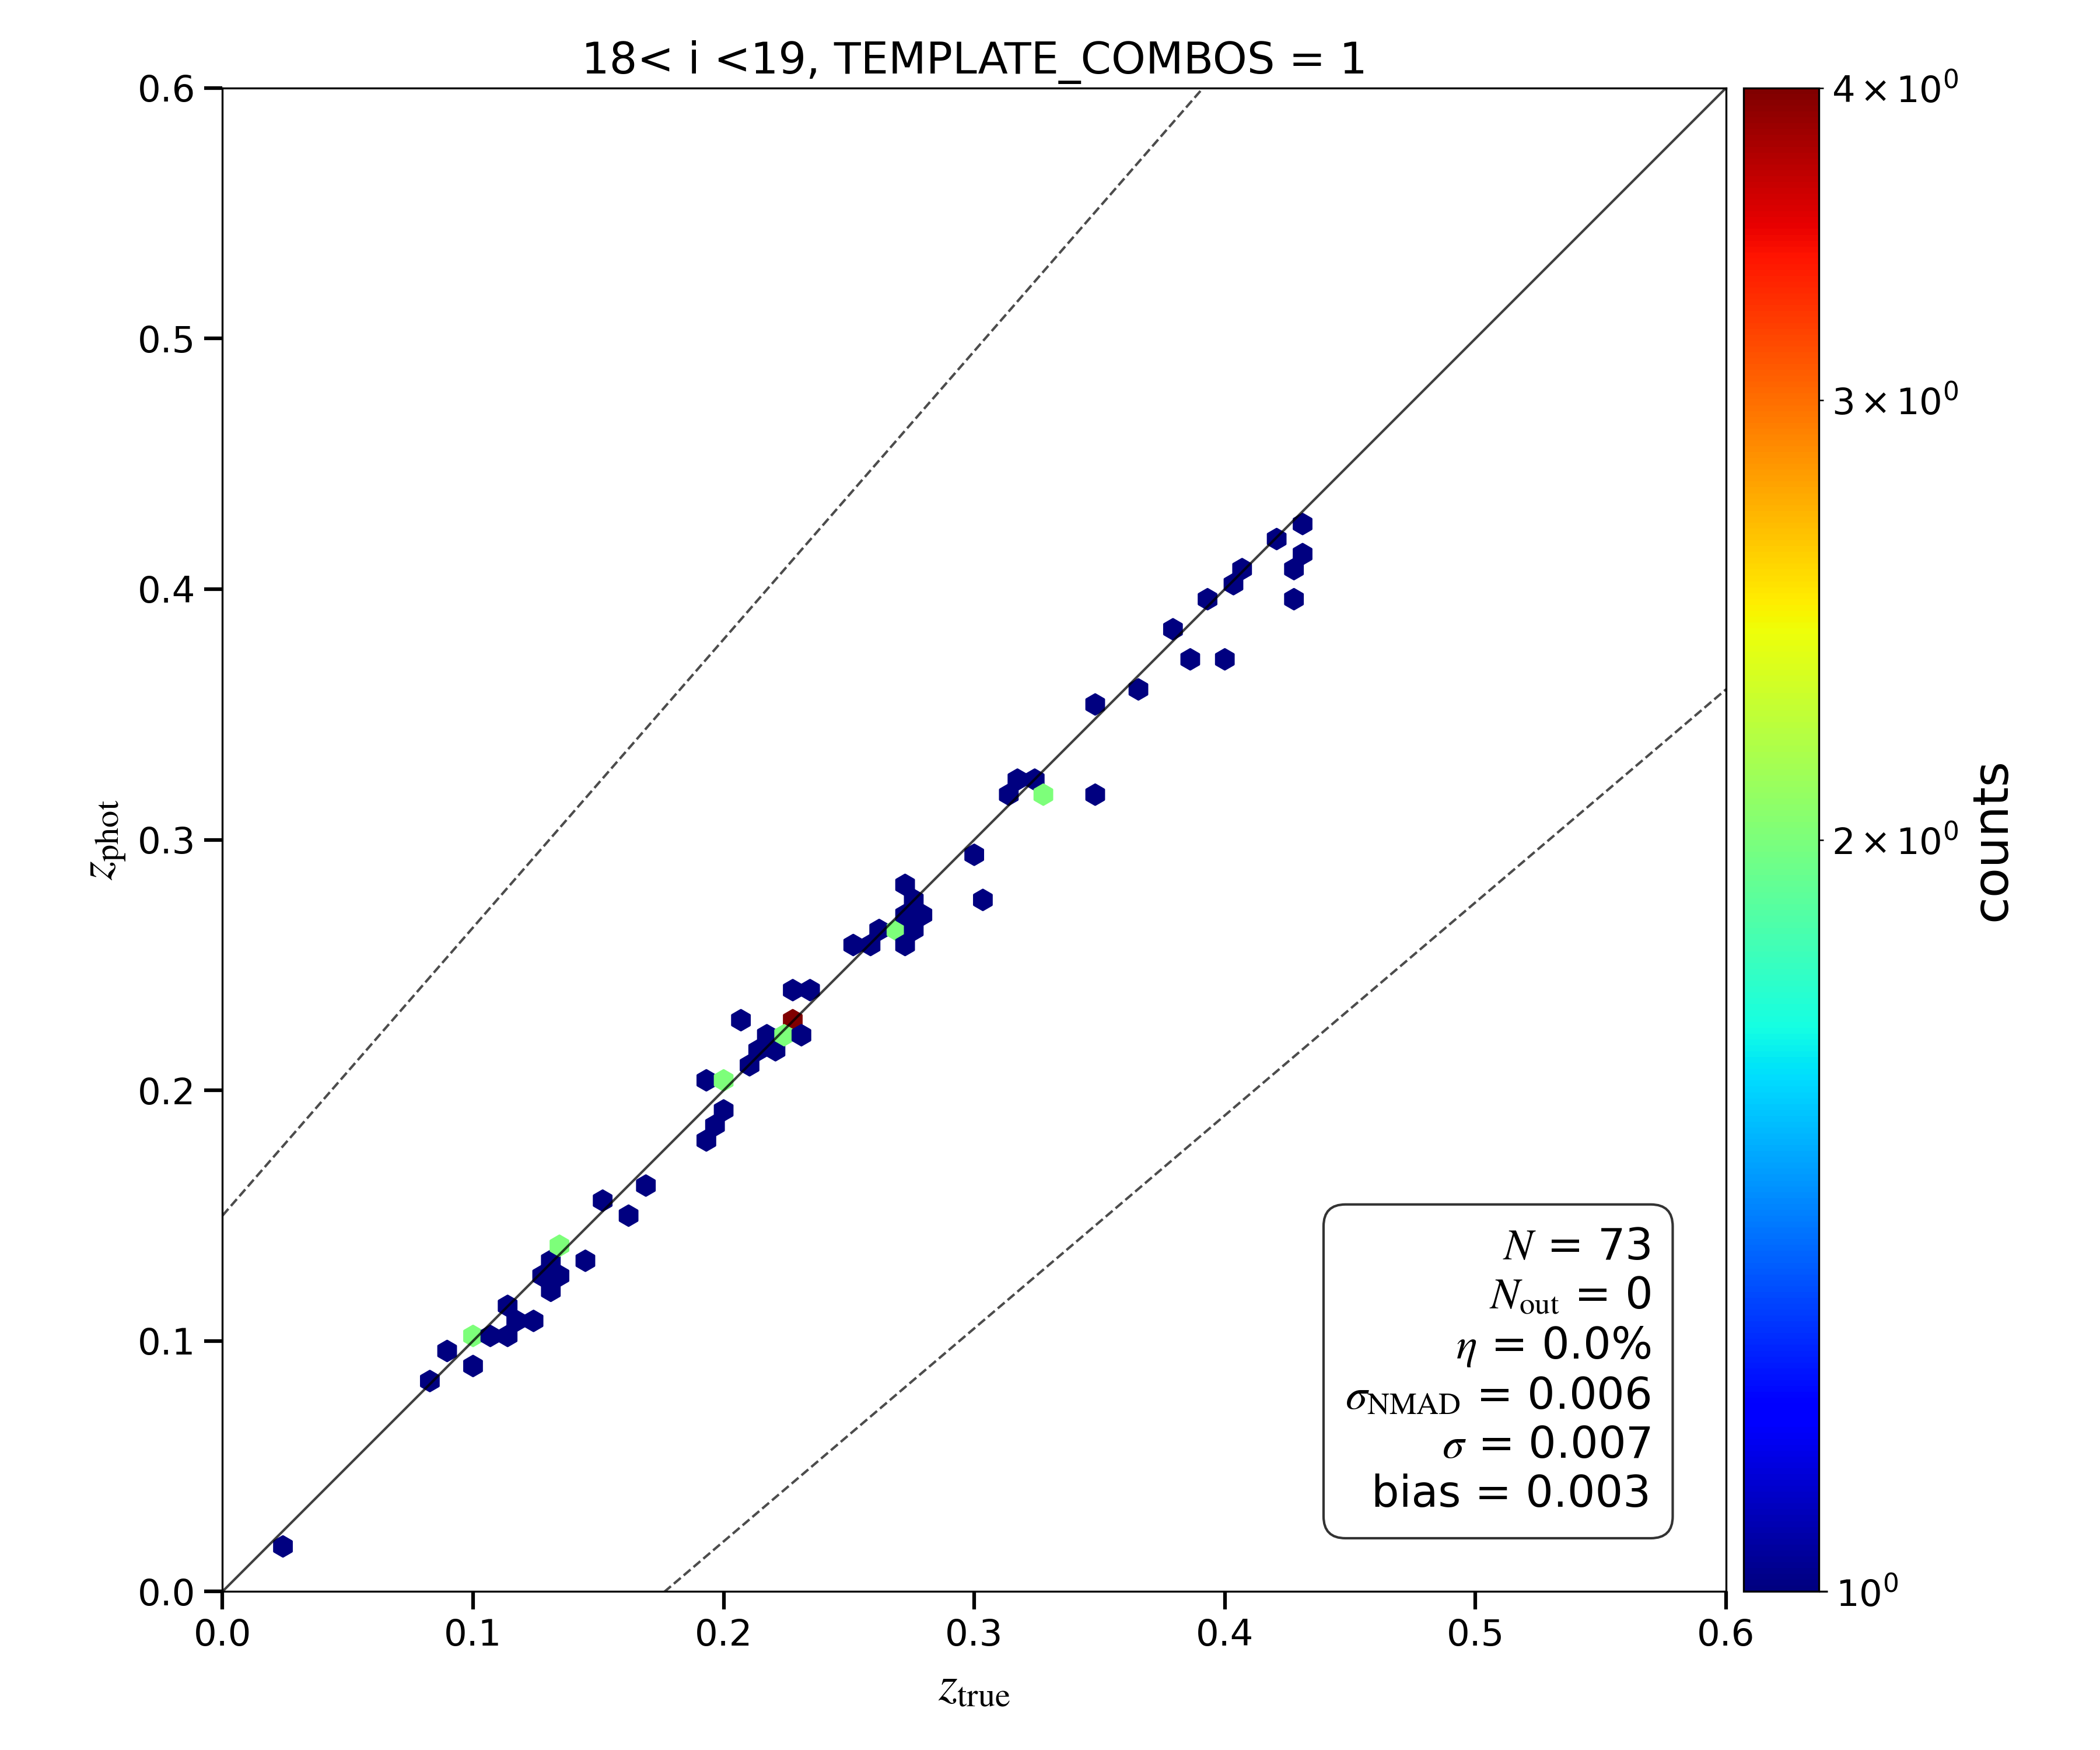 18< i <19, TEMPLATE_COMBOS = 1
0.6
0.5
0.4
0.3
0.2
0.1
0.0
z_phot
0.0 0.1 0.2 0.3 0.4 0.5 0.6
z_true
N = 73
N_out = 0
η = 0.0%
σ_NMAD = 0.006
σ = 0.007
bias = 0.003
4×10⁰
3×10⁰
2×10⁰
10⁰
counts